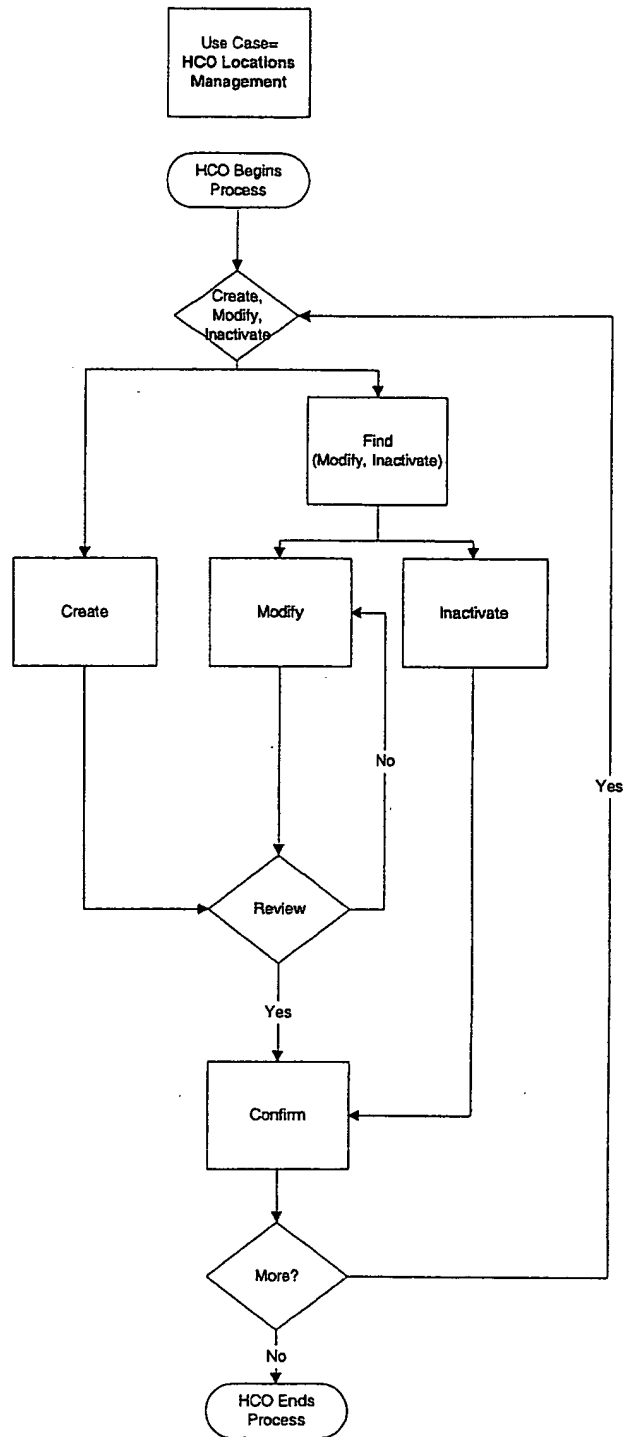 Use Case=
HCO Locations
Management
HCO Begins
Process
Create,
Modify,
Inactivate
Find
(Modify, Inactivate)
Create
Modify
Inactivate
No
Yes
Review
Yes
Confirm
More?
No
HCO Ends
Process